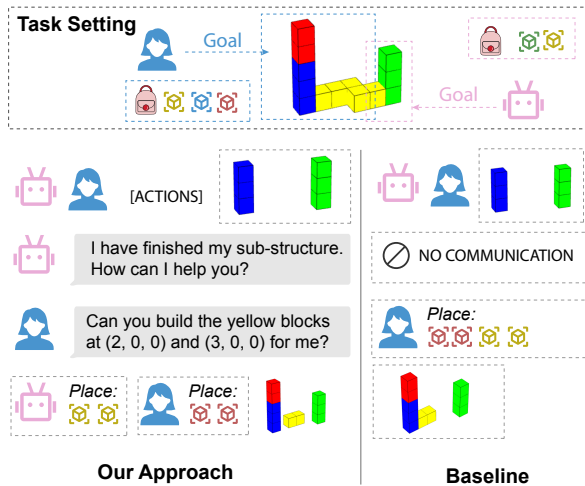 Task Setting
Goal
Goal
[ACTIONS]
I have finished my sub-structure.
How can I help you?
Can you build the yellow blocks
at (2, 0, 0) and (3, 0, 0) for me?
Place:
Place:
Our Approach
NO COMMUNICATION
Place:
Baseline